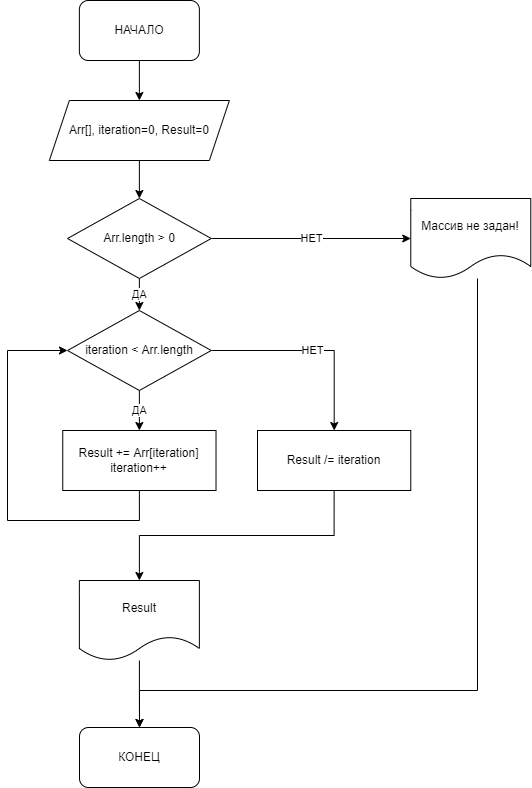 НАЧАЛО
Arr[], iteration=0, Result=0
Arr.length > 0
НЕТ
Массив не задан!
ДА
iteration < Arr.length
НЕТ
ДА
Result += Arr[iteration]
iteration++
Result /= iteration
Result
КОНЕЦ